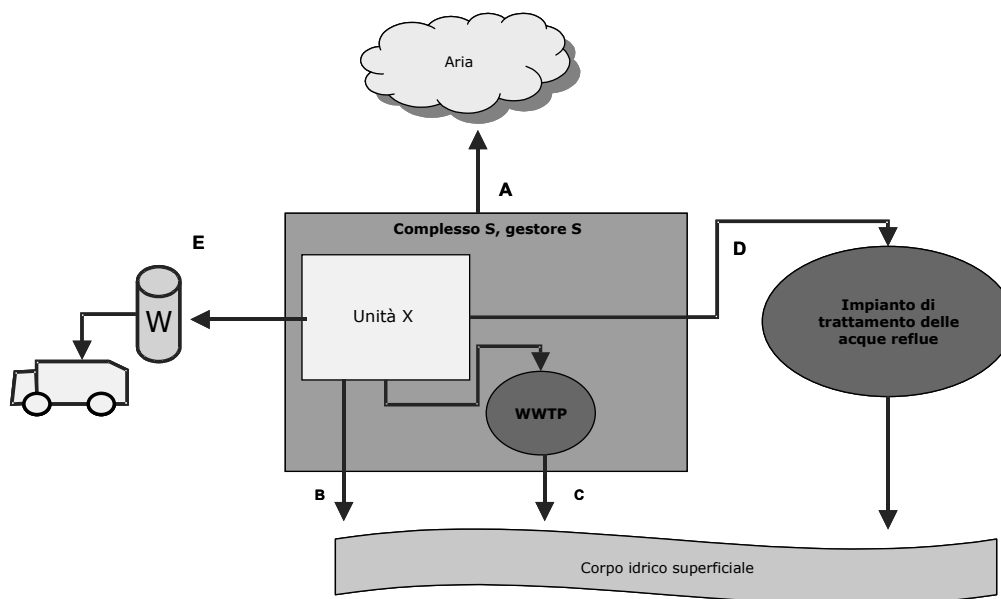 Aria
A
Complesso S, gestore S
E
D
W
Unità X
Impianto di
trattamento delle
acque reflue
WWTP
B
C
Corpo idrico superficiale